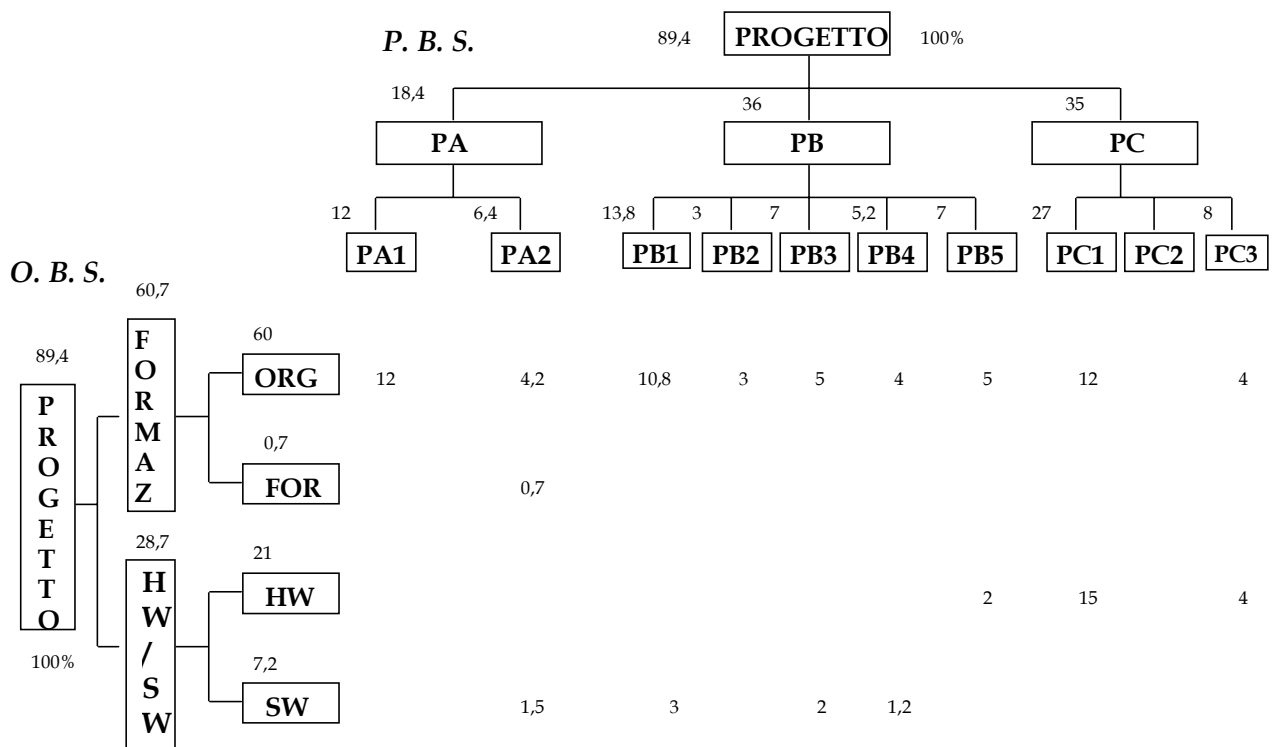 P. B. S. 89,4 PROGETTO 100%
18,4 36 35
PA PB PC
12 6,4 13,8 3 7 5,2 7 27 8
PA1 PA2 PB1 PB2 PB3 PB4 PB5 PC1 PC2 PC3
O. B. S.
60,7
89,4
PROGETTO
100%
FORMAZ
60
ORG 12 4,2 10,8 3 5 4 5 12 4
0,7
FOR 0,7
28,7
HW/SW
21
HW 2 15 4
7,2
SW 1,5 3 2 1,2